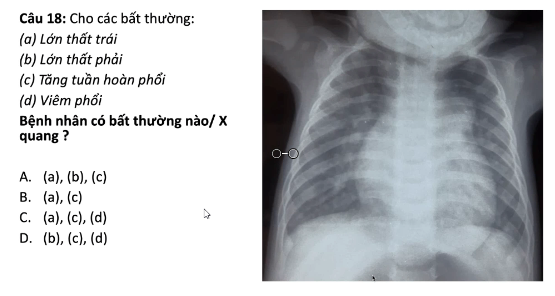 Câu 18: Cho các bất thường:
(a) Lớn thất trái
(b) Lớn thất phải
(c) Tăng tuần hoàn phổi
(d) Viêm phổi
Bệnh nhân có bất thường nào/ X
quang ?
A. (a), (b), (c)
B. (a), (c)
C. (a), (c), (d)
D. (b), (c), (d)